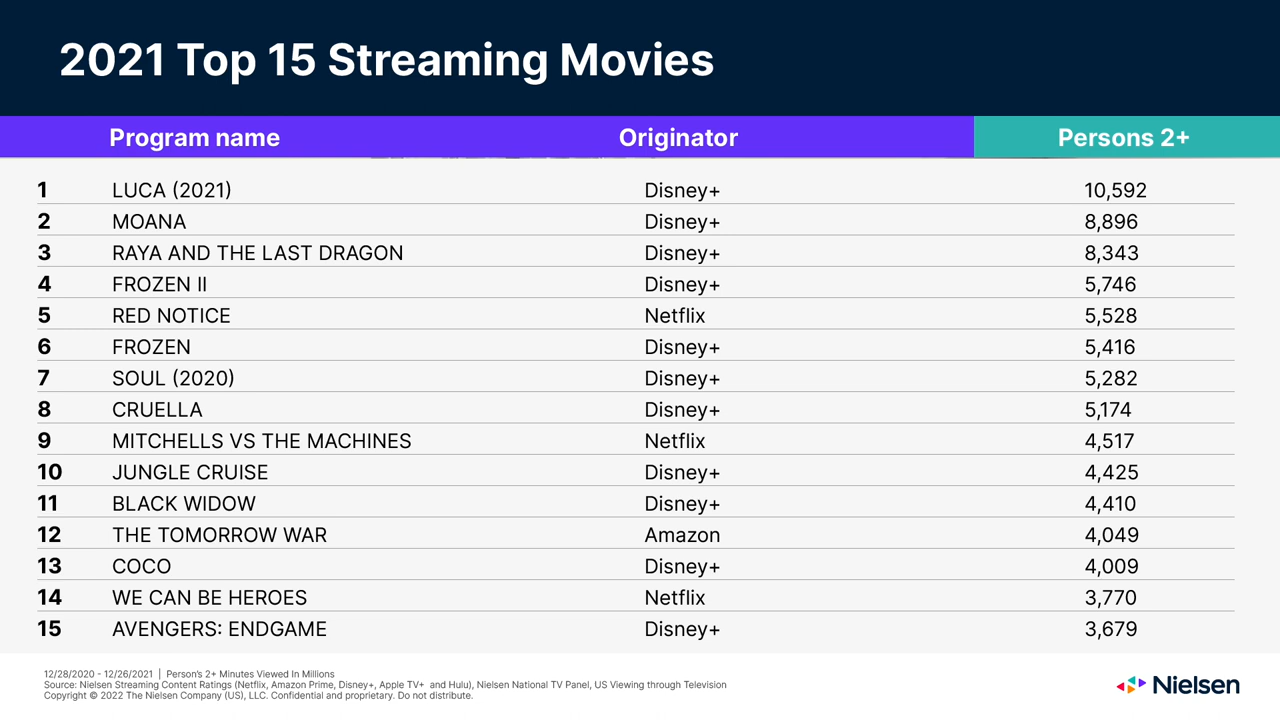 2021 Top 15 Streaming Movies
Program name Originator Persons 2+
1 LUCA (2021) Disney+ 10,592
2 MOANA Disney+ 8,896
3 RAYA AND THE LAST DRAGON Disney+ 8,343
4 FROZEN II Disney+ 5,746
5 RED NOTICE Netflix 5,528
6 FROZEN Disney+ 5,416
7 SOUL (2020) Disney+ 5,282
8 CRUELLA Disney+ 5,174
9 MITCHELLS VS THE MACHINES Netflix 4,517
10 JUNGLE CRUISE Disney+ 4,425
11 BLACK WIDOW Disney+ 4,410
12 THE TOMORROW WAR Amazon 4,049
13 COCO Disney+ 4,009
14 WE CAN BE HEROES Netflix 3,770
15 AVENGERS: ENDGAME Disney+ 3,679
12/28/2020 - 12/26/2021 | Person's 2+ Minutes Viewed In Millions
Source: Nielsen Streaming Content Ratings (Netflix, Amazon Prime, Disney+, Apple TV+ and Hulu), Nielsen National TV Panel, US Viewing through Television
Copyright © 2022 The Nielsen Company (US), LLC. Confidential and proprietary. Do not distribute.
Nielsen